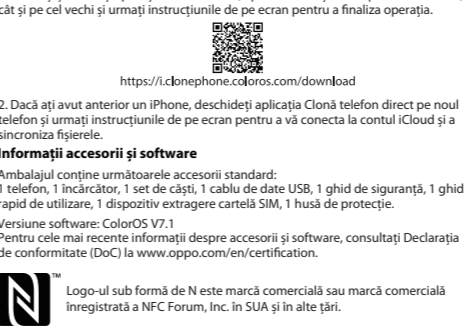 cât și pe cel vechi și urmați instrucțiunile de pe ecran pentru a finaliza operația.
https://i.clonephone.coloros.com/download
2. Dacă ați avut anterior un iPhone, deschideți aplicația Clonă telefon direct pe noul
telefon și urmați instrucțiunile de pe ecran pentru a vă conecta la contul iCloud și a
sincroniza fișierele.
Informații accesorii și software
Ambalajul conține următoarele accesorii standard:
1 telefon, 1 încărcător, 1 set de căști, 1 cablu de date USB, 1 ghid de siguranță, 1 ghid
rapid de utilizare, 1 dispozitiv extragere cartelă SIM, 1 husă de protecție.
Versiune software: ColorOS V7.1
Pentru cele mai recente informații despre accesorii și software, consultați Declarația
de conformitate (DoC) la www.oppo.com/en/certification.
™
Logo-ul sub formă de N este marcă comercială sau marcă comercială
înregistrată a NFC Forum, Inc. în SUA și în alte țări.